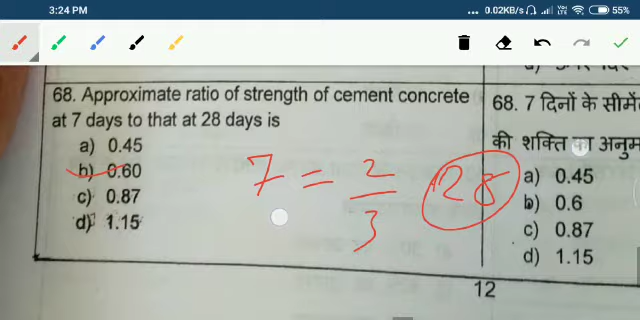 3:24 PM ... 0.02KB/s 55%
68. Approximate ratio of strength of cement concrete
at 7 days to that at 28 days is
a) 0.45
b) 0.60
c) 0.87
d) 1.15
7 = 2/3 28
68. 7 दिनों के सीमें
की शक्ति का अनुम
a) 0.45
b) 0.6
c) 0.87
d) 1.15
12